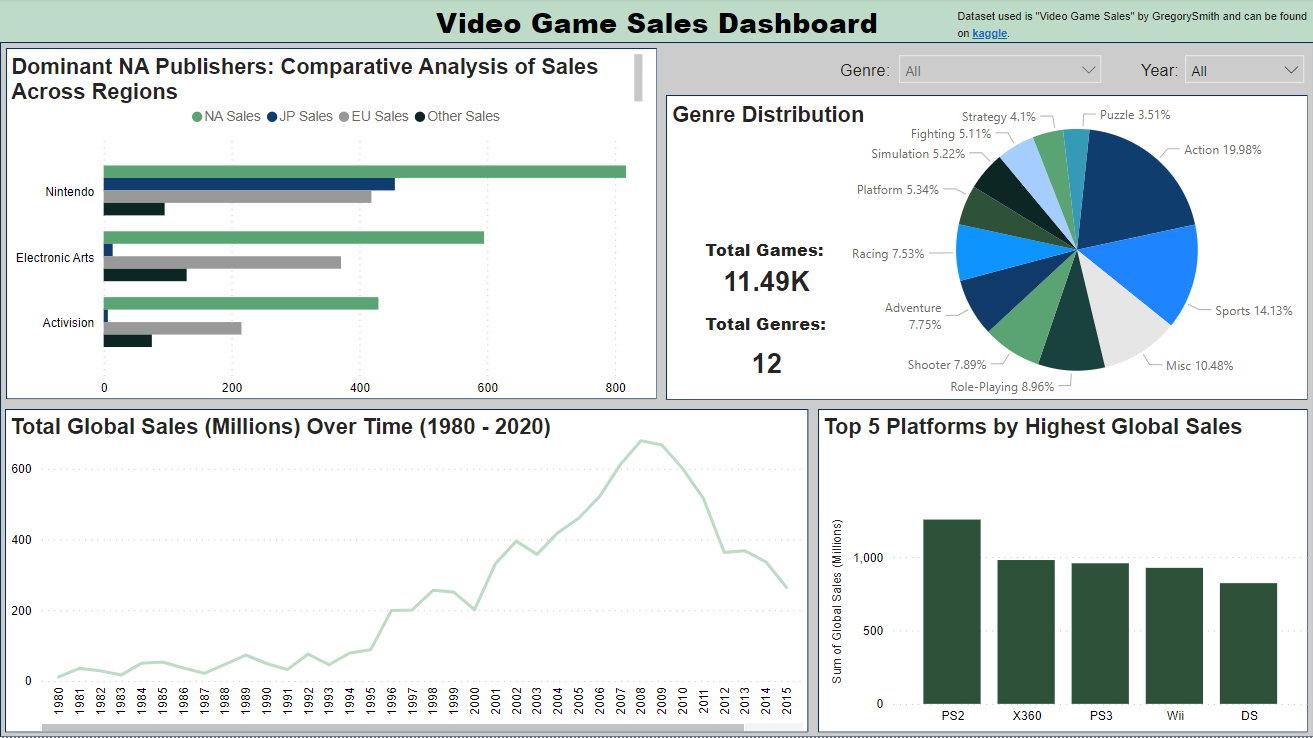 Video Game Sales Dashboard
Dataset used is "Video Game Sales" by GregorySmith and can be found
on kaggle.
Dominant NA Publishers: Comparative Analysis of Sales
Across Regions
NA Sales JP Sales EU Sales Other Sales
Nintendo
Electronic Arts
Activision
0 200 400 600 800
Genre: All
Year: All
Genre Distribution
Total Games:
11.49K
Total Genres:
12
Puzzle 3.51%
Action 19.98%
Sports 14.13%
Misc 10.48%
Role-Playing 8.96%
Shooter 7.89%
Adventure
7.75%
Racing 7.53%
Platform 5.34%
Simulation 5.22%
Fighting 5.11%
Strategy 4.1%
Total Global Sales (Millions) Over Time (1980 - 2020)
600
400
200
0
1980 1981 1982 1983 1984 1985 1986 1987 1988 1989 1990 1991 1992 1993 1994 1995 1996 1997 1998 1999 2000 2001 2002 2003 2004 2005 2006 2007 2008 2009 2010 2011 2012 2013 2014 2015
Top 5 Platforms by Highest Global Sales
Sum of Global Sales (Millions)
1,000
500
0
PS2 X360 PS3 Wii DS